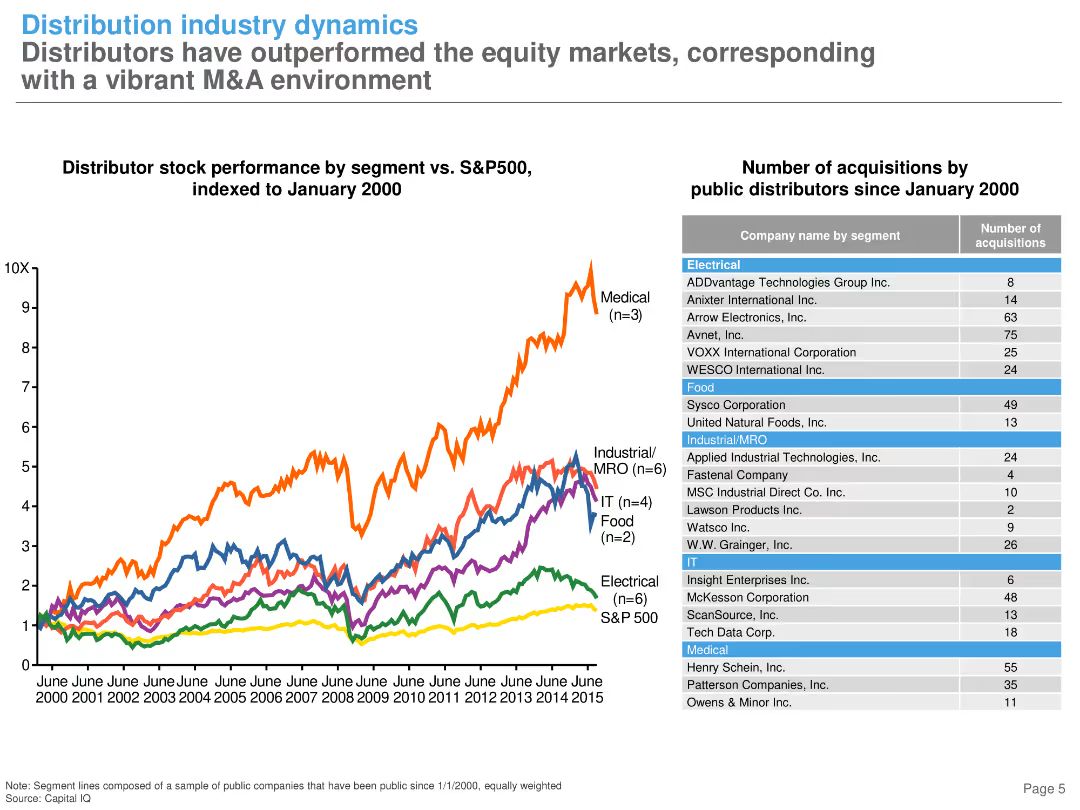 Distribution industry dynamics
Distributors have outperformed the equity markets, corresponding
with a vibrant M&A environment
Distributor stock performance by segment vs. S&P500,
indexed to January 2000
10X
9
8
7
6
5
4
3
2
1
0
Medical
(n=3)
Industrial/
MRO (n=6)
IT (n=4)
Food
(n=2)
Electrical
(n=6)
S&P 500
June June June June June June June June June June June June June June June June
2000 2001 2002 2003 2004 2005 2006 2007 2008 2009 2010 2011 2012 2013 2014 2015
Number of acquisitions by
public distributors since January 2000
Company name by segment
Number of
acquisitions
Electrical
ADDvantage Technologies Group Inc. 8
Anixter International Inc. 14
Arrow Electronics, Inc. 63
Avnet, Inc. 75
VOXX International Corporation 25
WESCO International Inc. 24
Food
Sysco Corporation 49
United Natural Foods, Inc. 13
Industrial/MRO
Applied Industrial Technologies, Inc. 24
Fastenal Company 4
MSC Industrial Direct Co. Inc. 10
Lawson Products Inc. 2
Watsco Inc. 9
W.W. Grainger, Inc. 26
IT
Insight Enterprises Inc. 6
McKesson Corporation 48
ScanSource, Inc. 13
Tech Data Corp. 18
Medical
Henry Schein, Inc. 55
Patterson Companies, Inc. 35
Owens & Minor Inc. 11
Note: Segment lines composed of a sample of public companies that have been public since 1/1/2000, equally weighted
Source: Capital IQ
Page 5